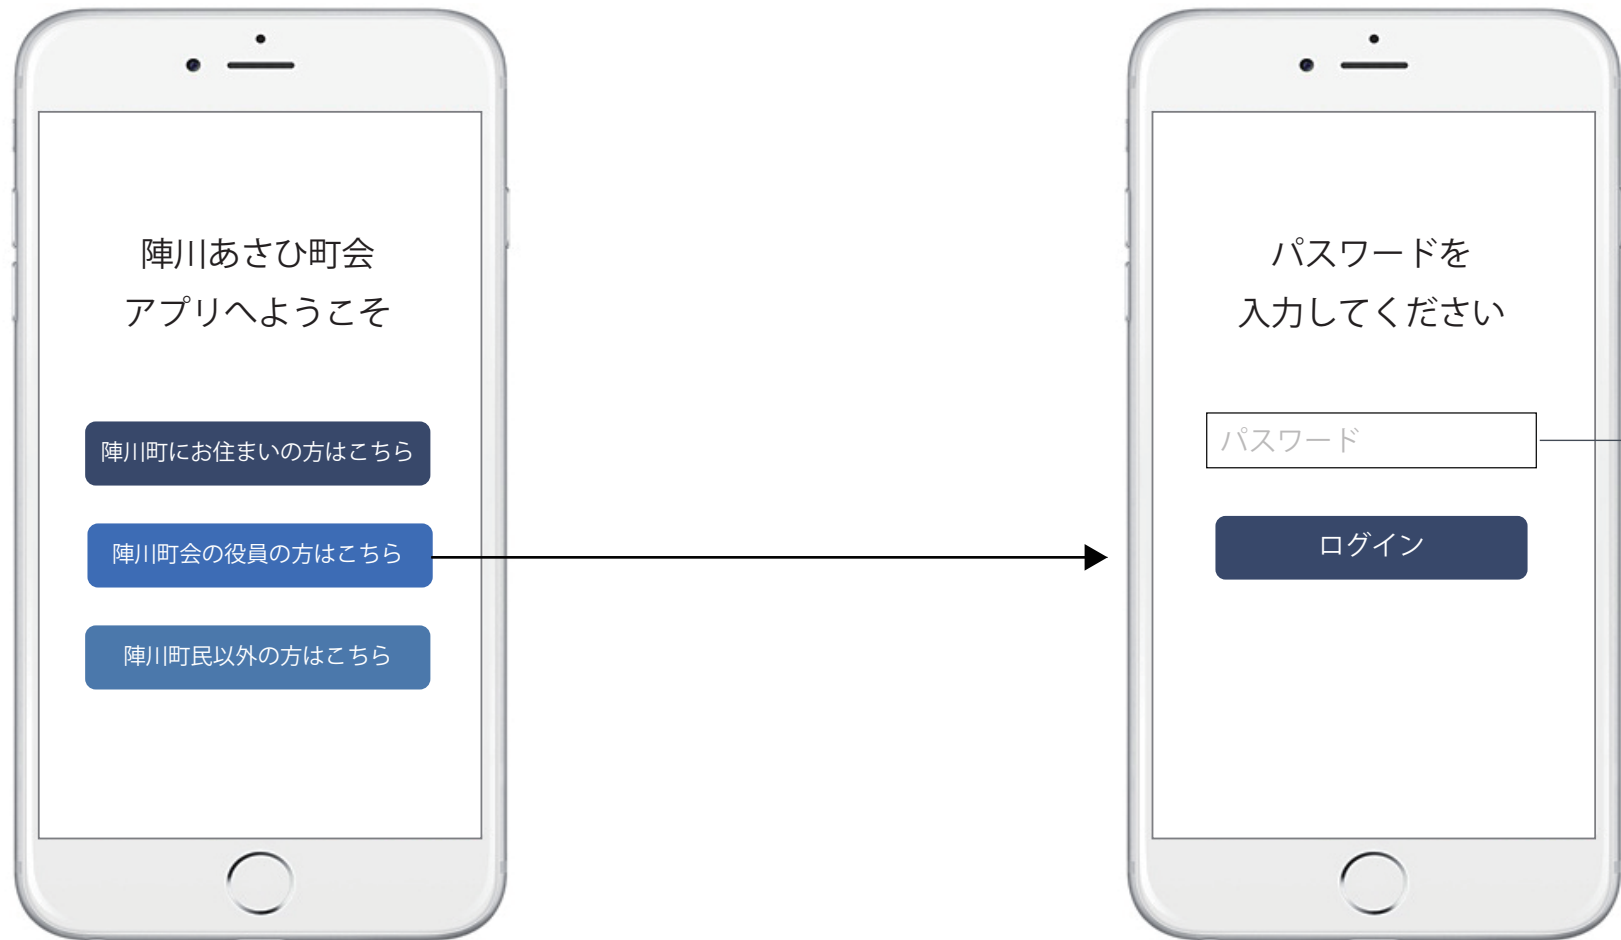 陣川あさひ町会
アプリへようこそ
陣川町にお住まいの方はこちら
陣川町会の役員の方はこちら
陣川町民以外の方はこちら
パスワードを
入力してください
パスワード
ログイン